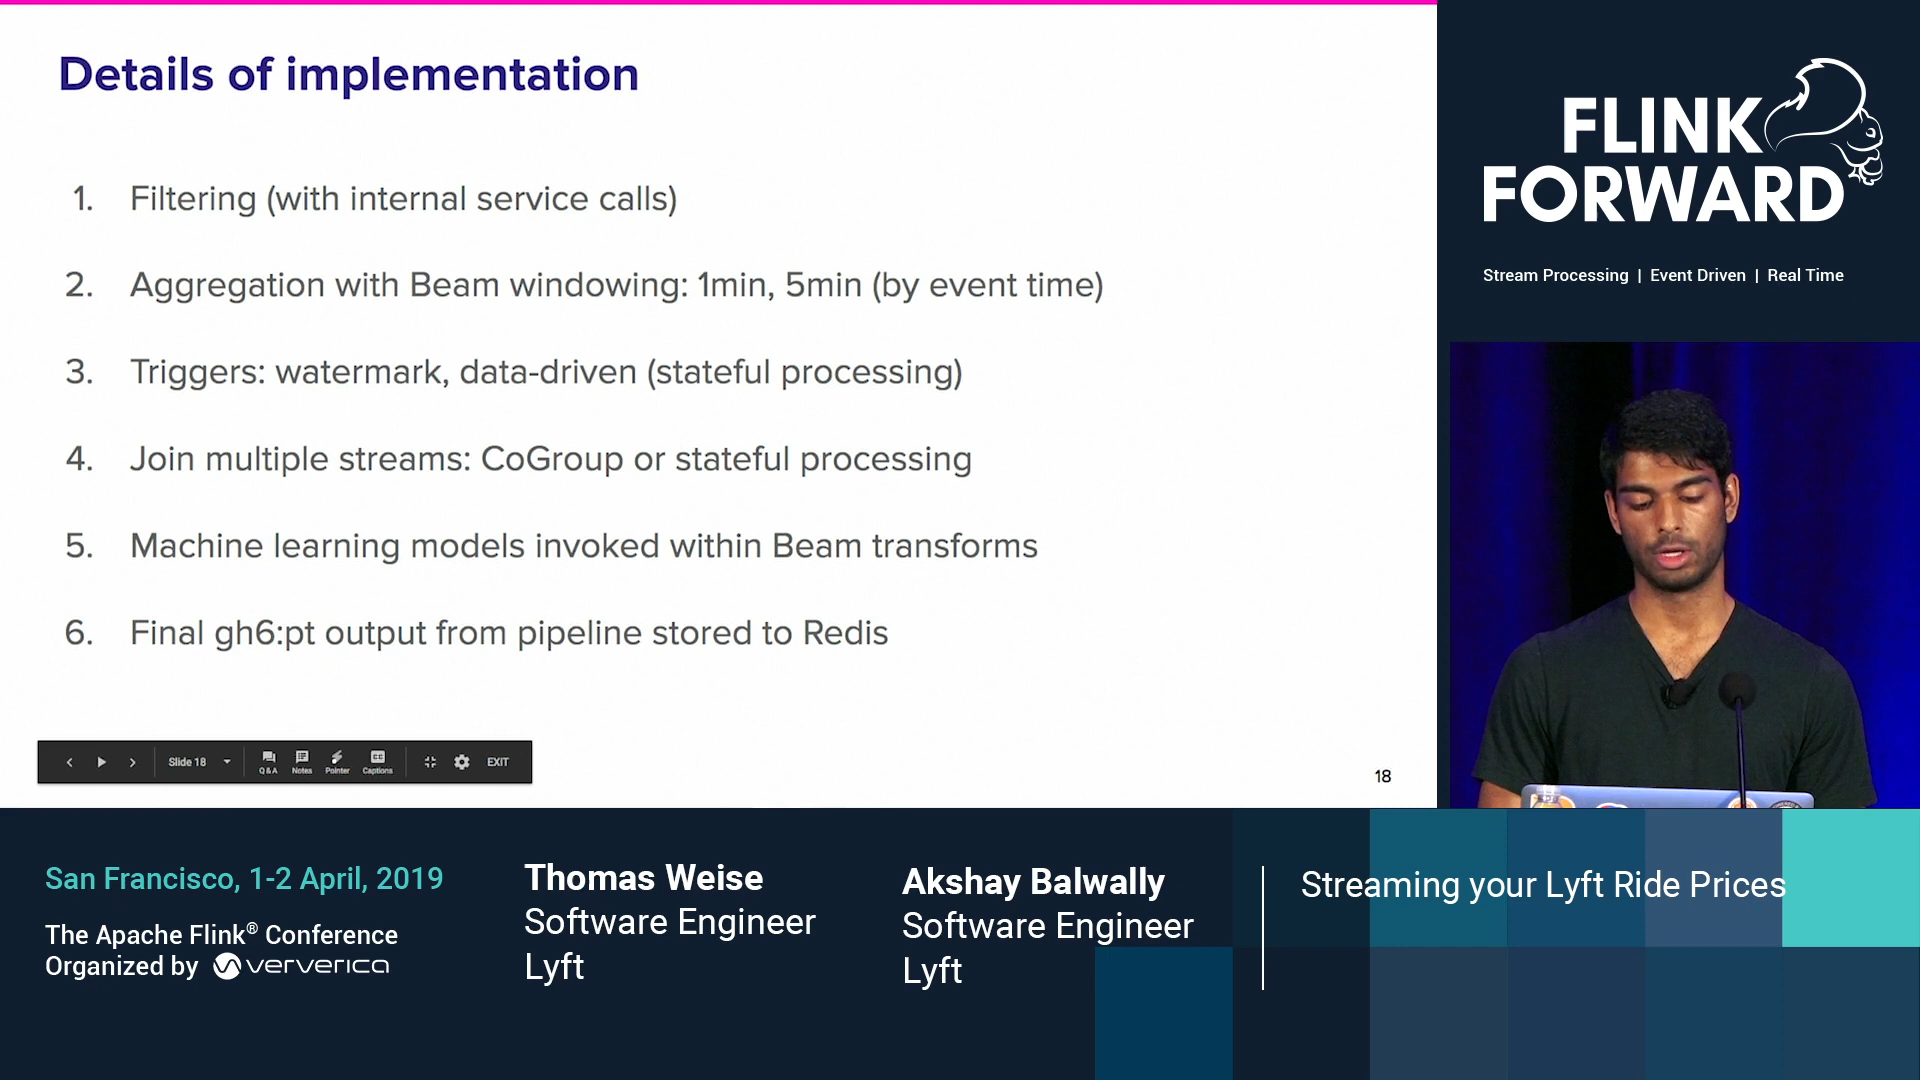 Details of implementation
1. Filtering (with internal service calls)
2. Aggregation with Beam windowing: 1min, 5min (by event time)
3. Triggers: watermark, data-driven (stateful processing)
4. Join multiple streams: CoGroup or stateful processing
5. Machine learning models invoked within Beam transforms
6. Final gh6:pt output from pipeline stored to Redis
Slide 18
Q & A
Notes
Pointer
Captions
CC
EXIT
18
FLINK
FORWARD
Stream Processing | Event Driven | Real Time
San Francisco, 1-2 April, 2019
The Apache Flink® Conference
Organized by ververica
Thomas Weise
Software Engineer
Lyft
Akshay Balwally
Software Engineer
Lyft
Streaming your Lyft Ride Prices